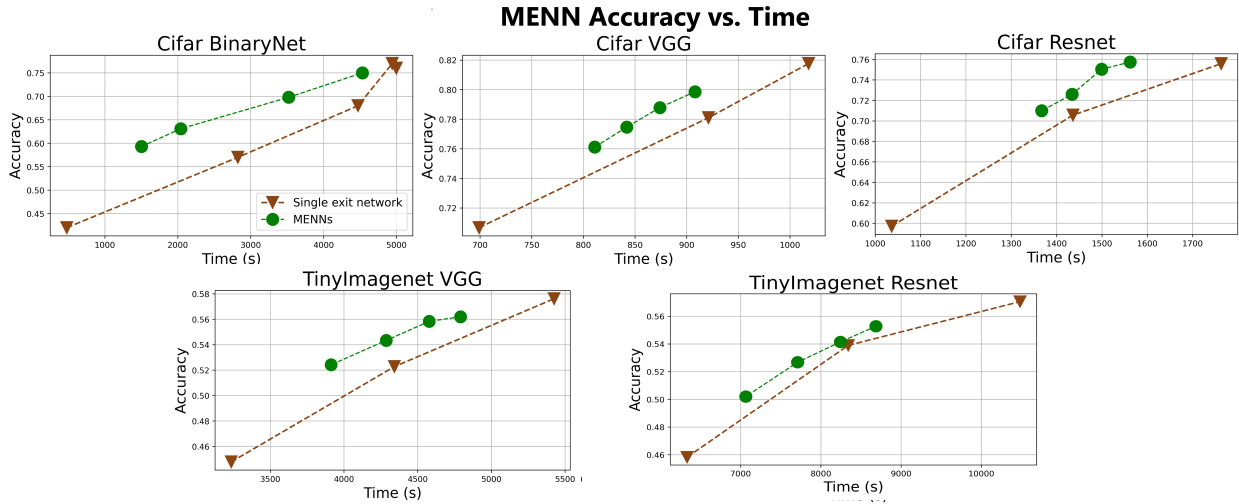 MENN Accuracy vs. Time
Cifar BinaryNet
Accuracy
0.75
0.70
0.65
0.60
0.55
0.50
0.45
Single exit network
MENNs
1000 2000 3000 4000 5000
Time (s)
Cifar VGG
Accuracy
0.82
0.80
0.78
0.76
0.74
0.72
700 750 800 850 900 950 1000
Time (s)
Cifar Resnet
Accuracy
0.76
0.74
0.72
0.70
0.68
0.66
0.64
0.62
0.60
1000 1100 1200 1300 1400 1500 1600 1700
Time (s)
TinyImagenet VGG
Accuracy
0.58
0.56
0.54
0.52
0.50
0.48
0.46
3500 4000 4500 5000 5500
Time (s)
TinyImagenet Resnet
Accuracy
0.56
0.54
0.52
0.50
0.48
0.46
7000 8000 9000 10000
Time (s)